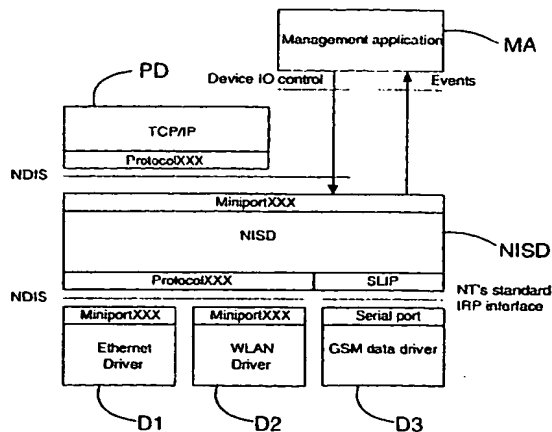 Management application
MA
PD
Device IO control
Events
TCP/IP
ProtocolXXX
NDIS
MiniportXXX
NISD
NISD
ProtocolXXX
SLIP
NDIS
NT's standard
IRP interface
MiniportXXX
MiniportXXX
Serial port
Ethernet
Driver
WLAN
Driver
GSM data driver
D1
D2
D3